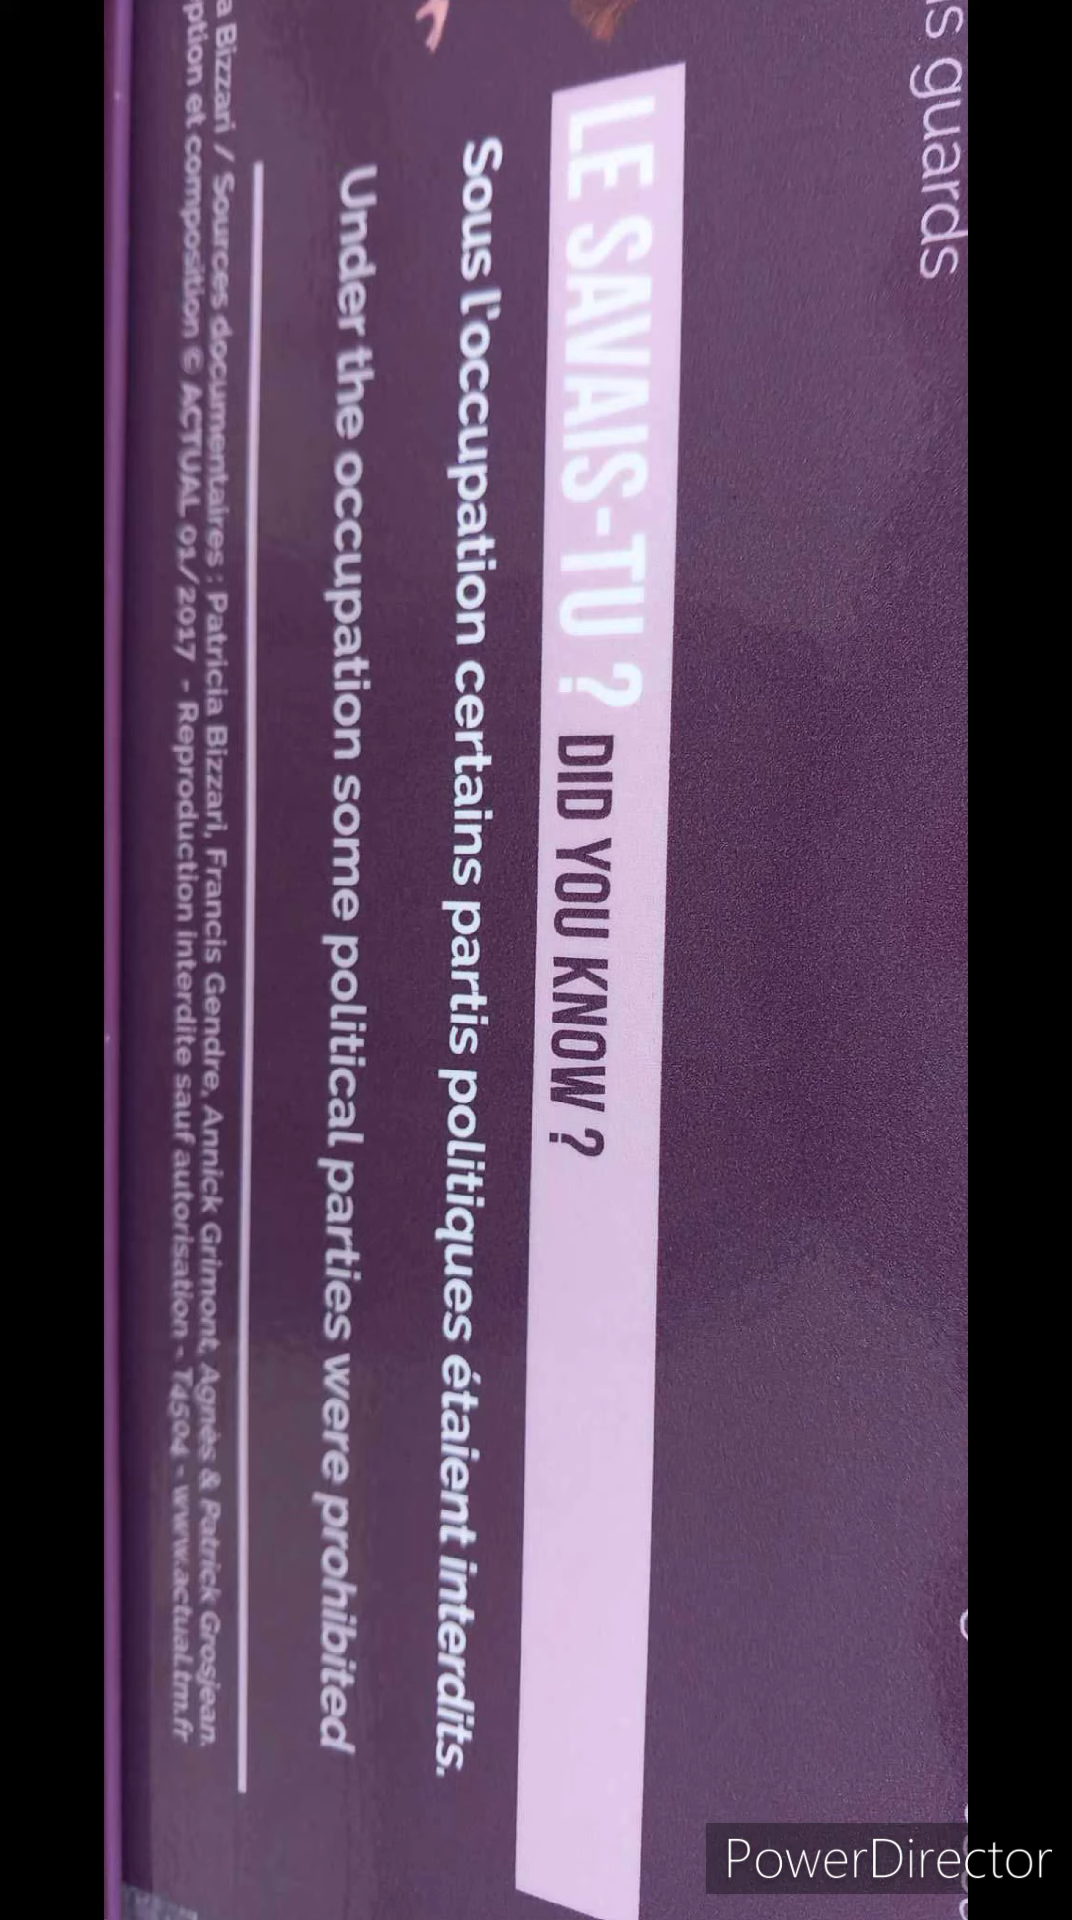 s guards
LE SAVAIS-TU ? DID YOU KNOW ?
Sous l'occupation certains partis politiques étaient interdits.
Under the occupation some political parties were prohibited
a Bizzari / Sources documentaires : Patricia Bizzari, Francis Gendre, Annick Grimont, Agnès & Patrick Grosjean.
ption et composition © ACTUAL 01/2017 - Reproduction interdite sauf autorisation - T4504 - www.actual.tm.fr
PowerDirector